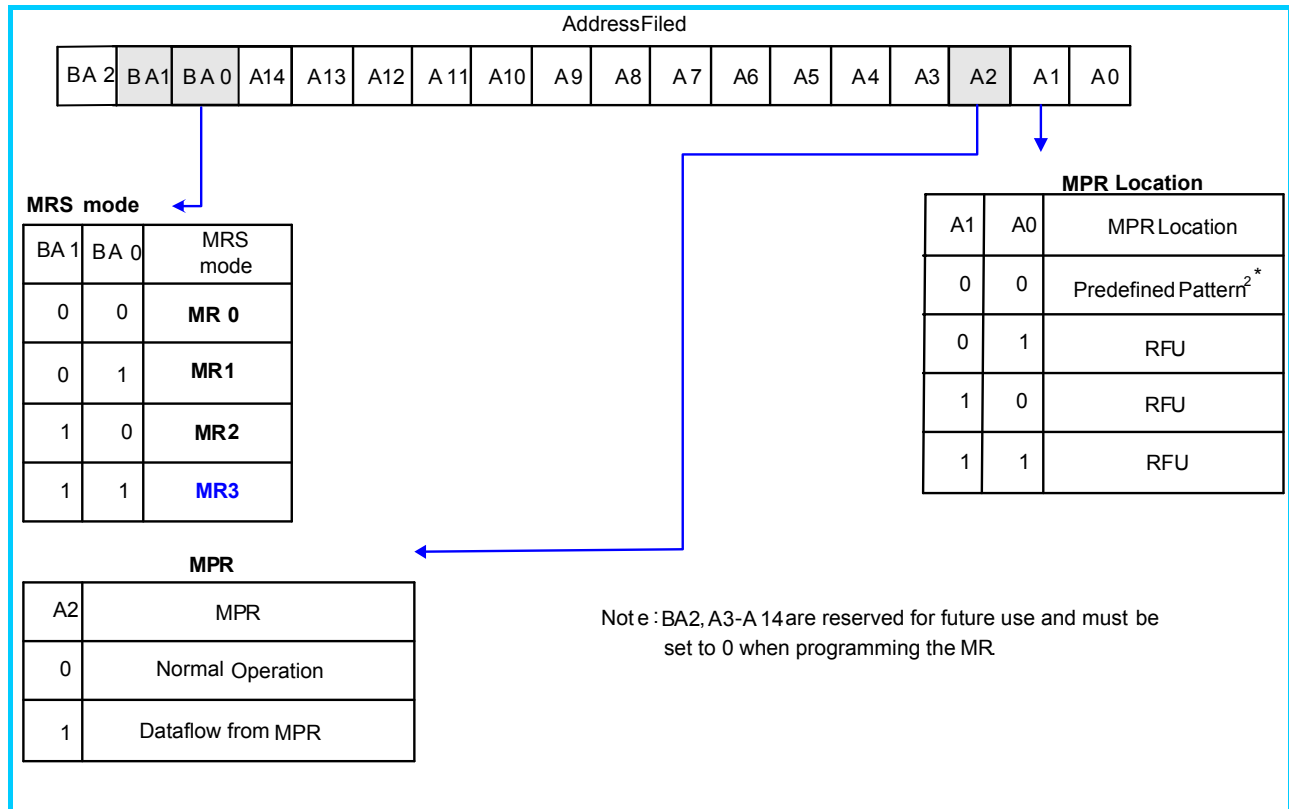 AddressFiled
BA 2 BA1 BA 0 A14 A13 A12 A 11 A10 A9 A8 A 7 A6 A5 A4 A3 A2 A 1 A 0
MPR Location
A1 A0 MPR Location
0 0 Predefined Pattern2*
0 1 RFU
1 0 RFU
1 1 RFU
MRS mode
BA 1 BA 0 MRS
mode
0 0 MR 0
0 1 MR1
1 0 MR2
1 1 MR3
MPR
A2 MPR
0 Normal Operation
1 Dataflow from MPR
Not e : BA2, A3-A 14 are reserved for future use and must be
set to 0 when programming the MR.